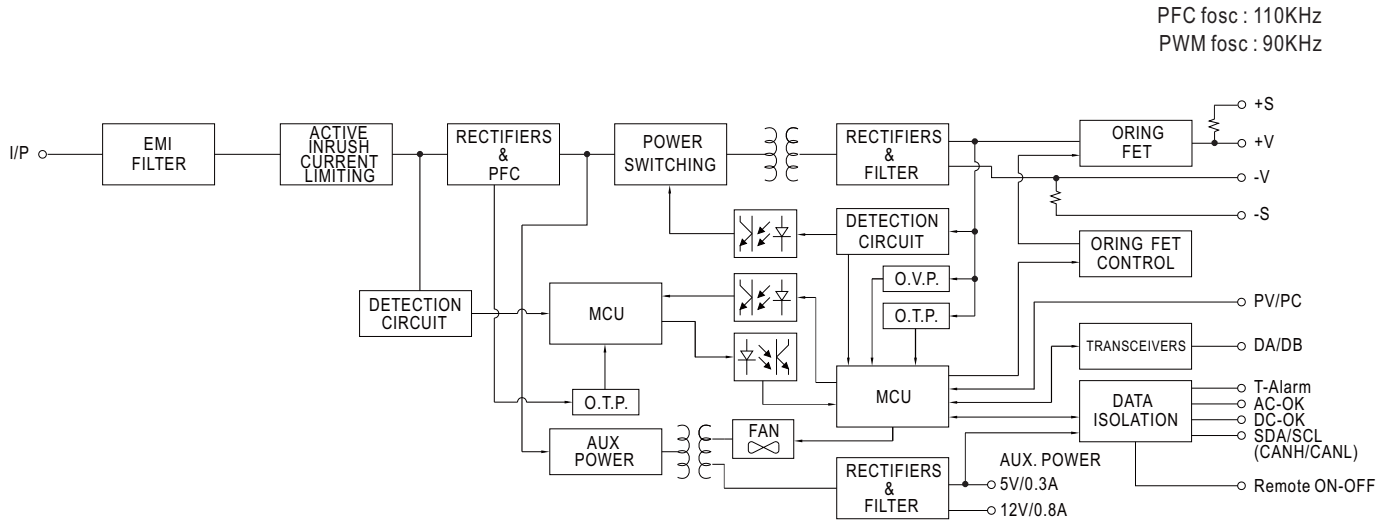 PFC fosc : 110KHz
PWM fosc : 90KHz
I/P
EMI
FILTER
ACTIVE
INRUSH
CURRENT
LIMITING
RECTIFIERS
&
PFC
POWER
SWITCHING
RECTIFIERS
&
FILTER
ORING
FET
+S
+V
-V
-S
DETECTION
CIRCUIT
ORING FET
CONTROL
O.V.P.
O.T.P.
DETECTION
CIRCUIT
MCU
PV/PC
TRANSCEIVERS
DA/DB
MCU
DATA
ISOLATION
T-Alarm
AC-OK
DC-OK
SDA/SCL
(CANH/CANL)
O.T.P.
AUX
POWER
FAN
RECTIFIERS
&
FILTER
AUX. POWER
5V/0.3A
12V/0.8A
Remote ON-OFF